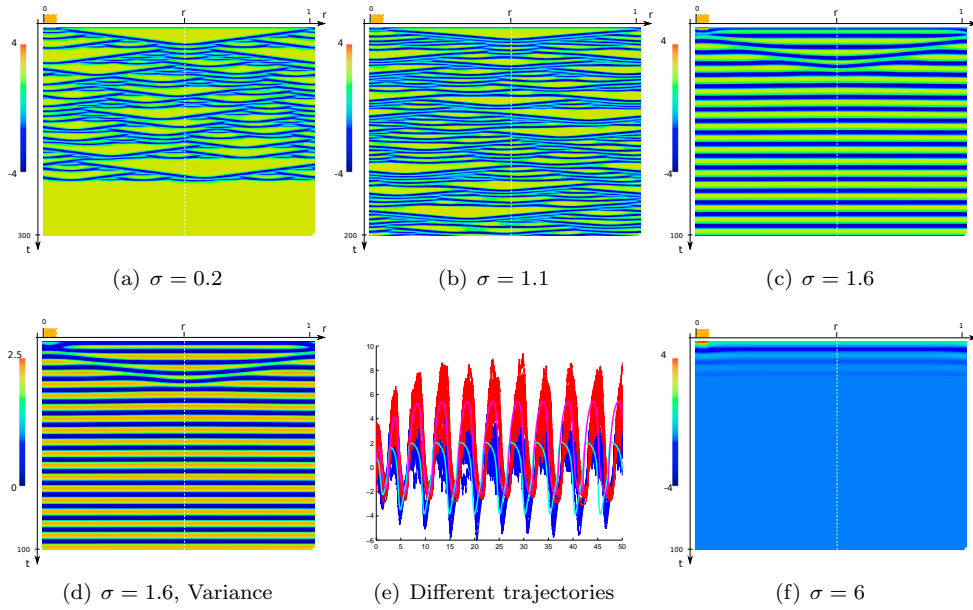 0 r 1 r
4
-4
300
t
(a) σ = 0.2
0 r 1 r
4
-4
200
t
(b) σ = 1.1
0 r 1 r
4
-4
100
t
(c) σ = 1.6
0 r 1 r
2.5
0
100
t
(d) σ = 1.6, Variance
10
8
6
4
2
0
−2
−4
−6
0 5 10 15 20 25 30 35 40 45 50
(e) Different trajectories
0 r 1 r
4
-4
100
t
(f) σ = 6